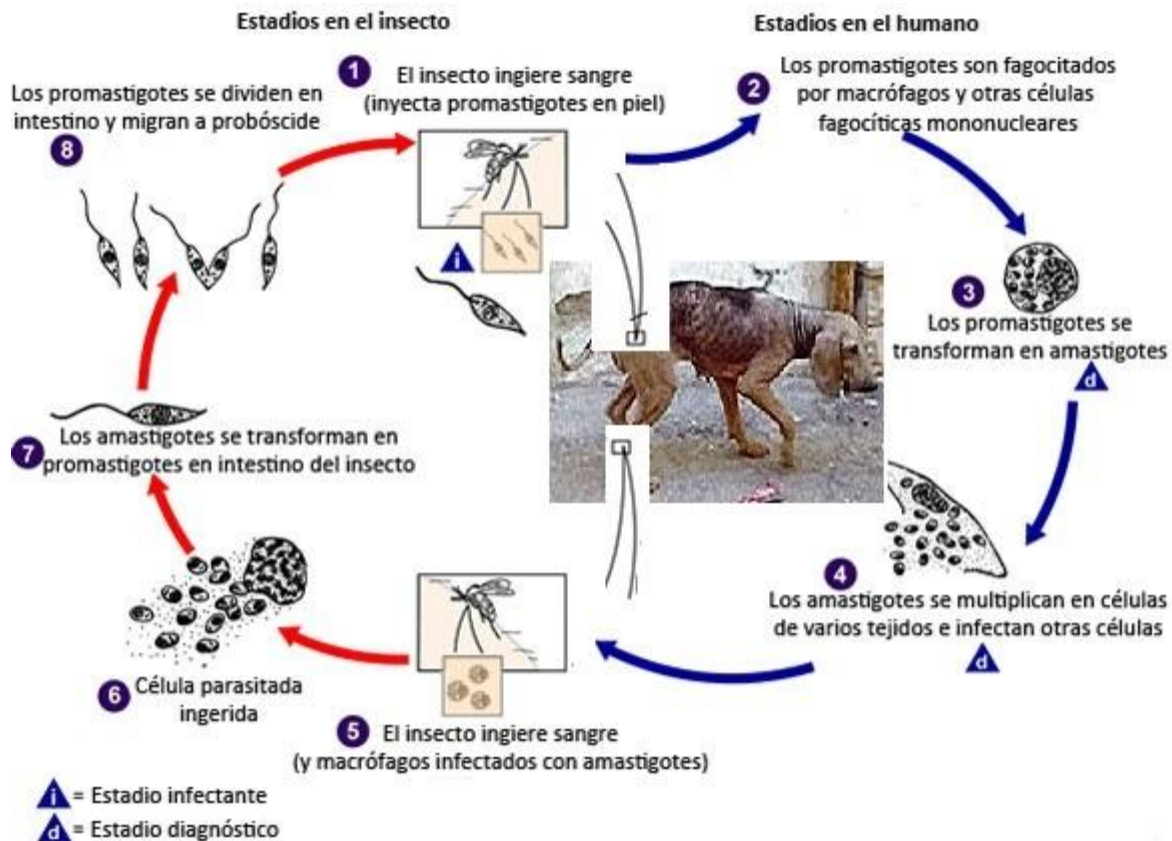 Estadios en el insecto
Estadios en el humano
1
El insecto ingiere sangre
(inyecta promastigotes en piel)
2
Los promastigotes son fagocitados
por macrófagos y otras células
fagocíticas mononucleares
3
Los promastigotes se
transforman en amastigotes
d
4
Los amastigotes se multiplican en células
de varios tejidos e infectan otras células
d
5
El insecto ingiere sangre
(y macrófagos infectados con amastigotes)
6
Célula parasitada
ingerida
7
Los amastigotes se transforman en
promastigotes en intestino del insecto
Los promastigotes se dividen en
intestino y migran a probóscide
8
i
i = Estadio infectante
d = Estadio diagnóstico